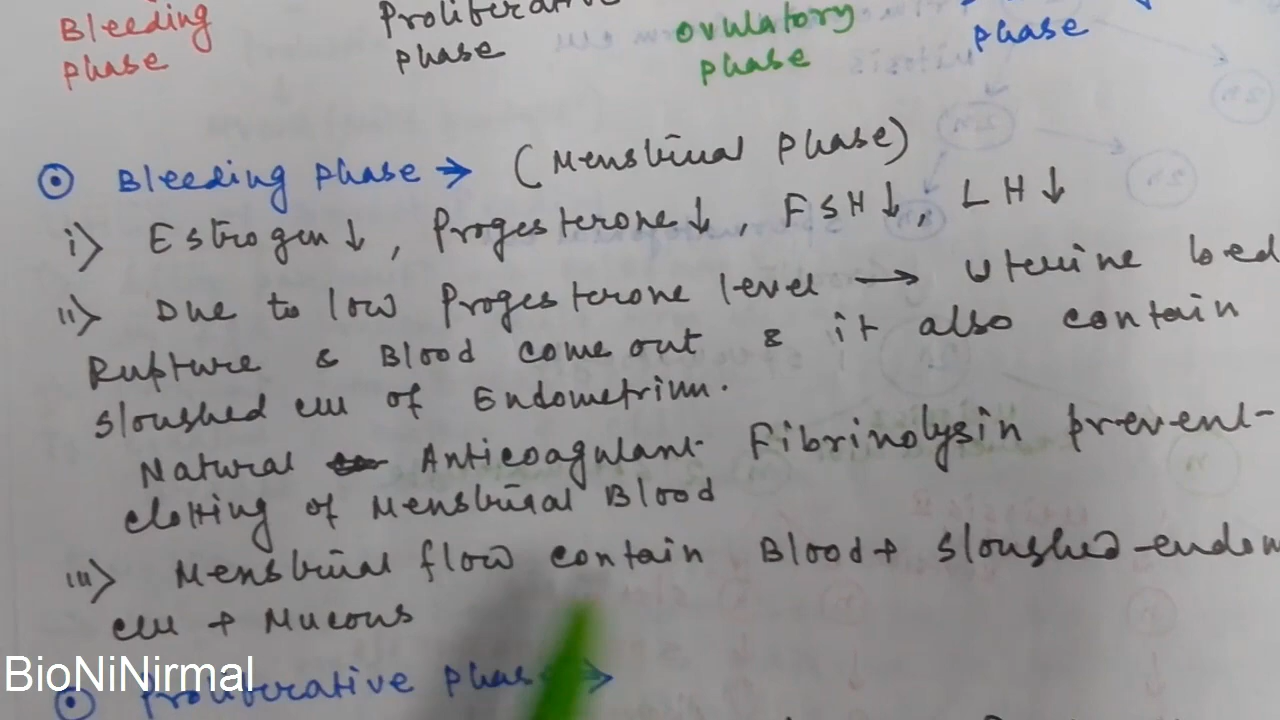 Bleeding phase
Proliferative phase
ovulatory phase
phase
Bleeding phase → (Menstrual phase)
i) Estrogen ↓, Progesterone ↓, FSH ↓, LH ↓
ii) Due to low Progesterone level → uterine bed
Rupture & Blood come out & it also contain
Sloushed cell of Endometrium.
Natural Anticoagulant Fibrinolysin prevent
clotting of Menstrual Blood
iii) Menstrual flow contain Blood + Sloushed endom
cell + Mucous
Proliferative phase →
BioNiNirmal